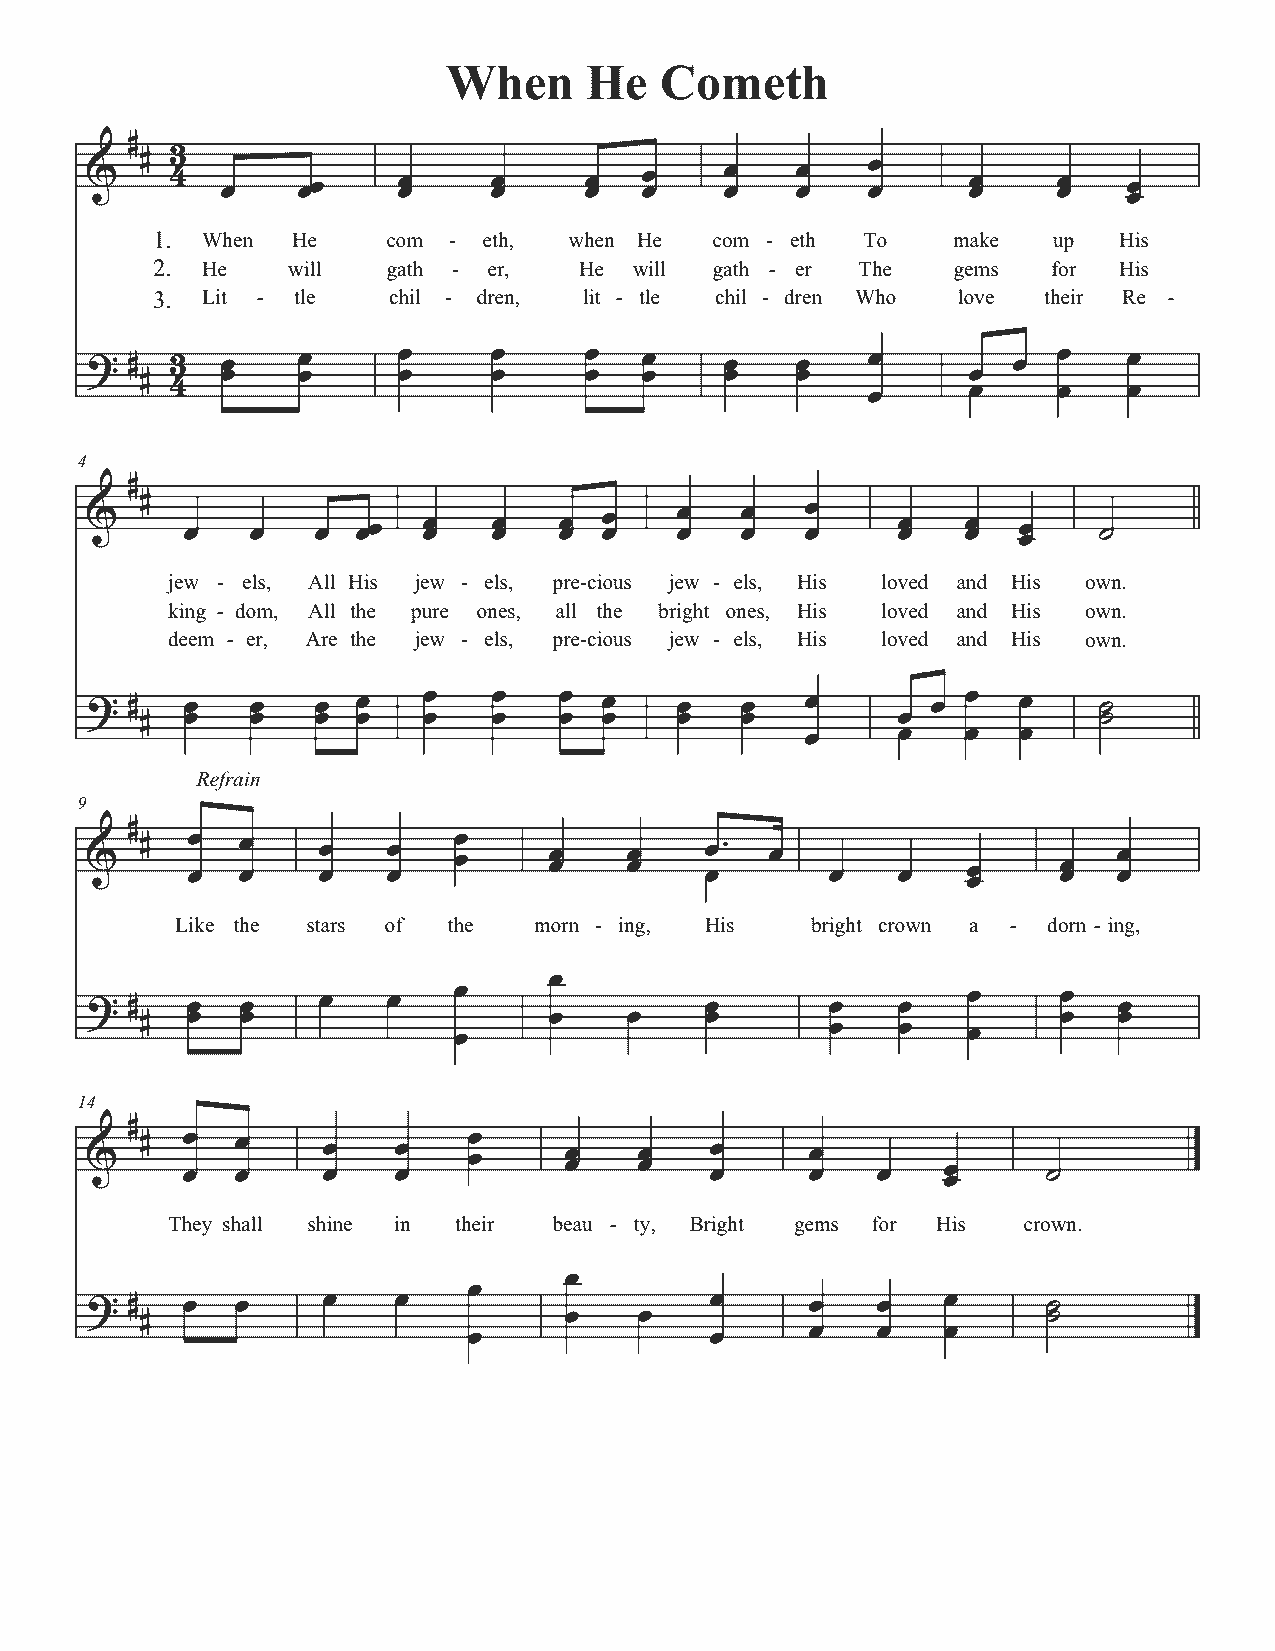 When He Cometh
1. When He com - eth, when He com - eth To make up His
2. He will gath - er, He will gath - er The gems for His
3. Lit - tle chil - dren, lit - tle chil - dren Who love their Re -
4
jew - els, All His jew - els, pre-cious jew - els, His loved and His own.
king - dom, All the pure ones, all the bright ones, His loved and His own.
deem - er, Are the jew - els, pre-cious jew - els, His loved and His own.
Refrain
9
Like the stars of the morn - ing, His bright crown a - dorn - ing,
14
They shall shine in their beau - ty, Bright gems for His crown.